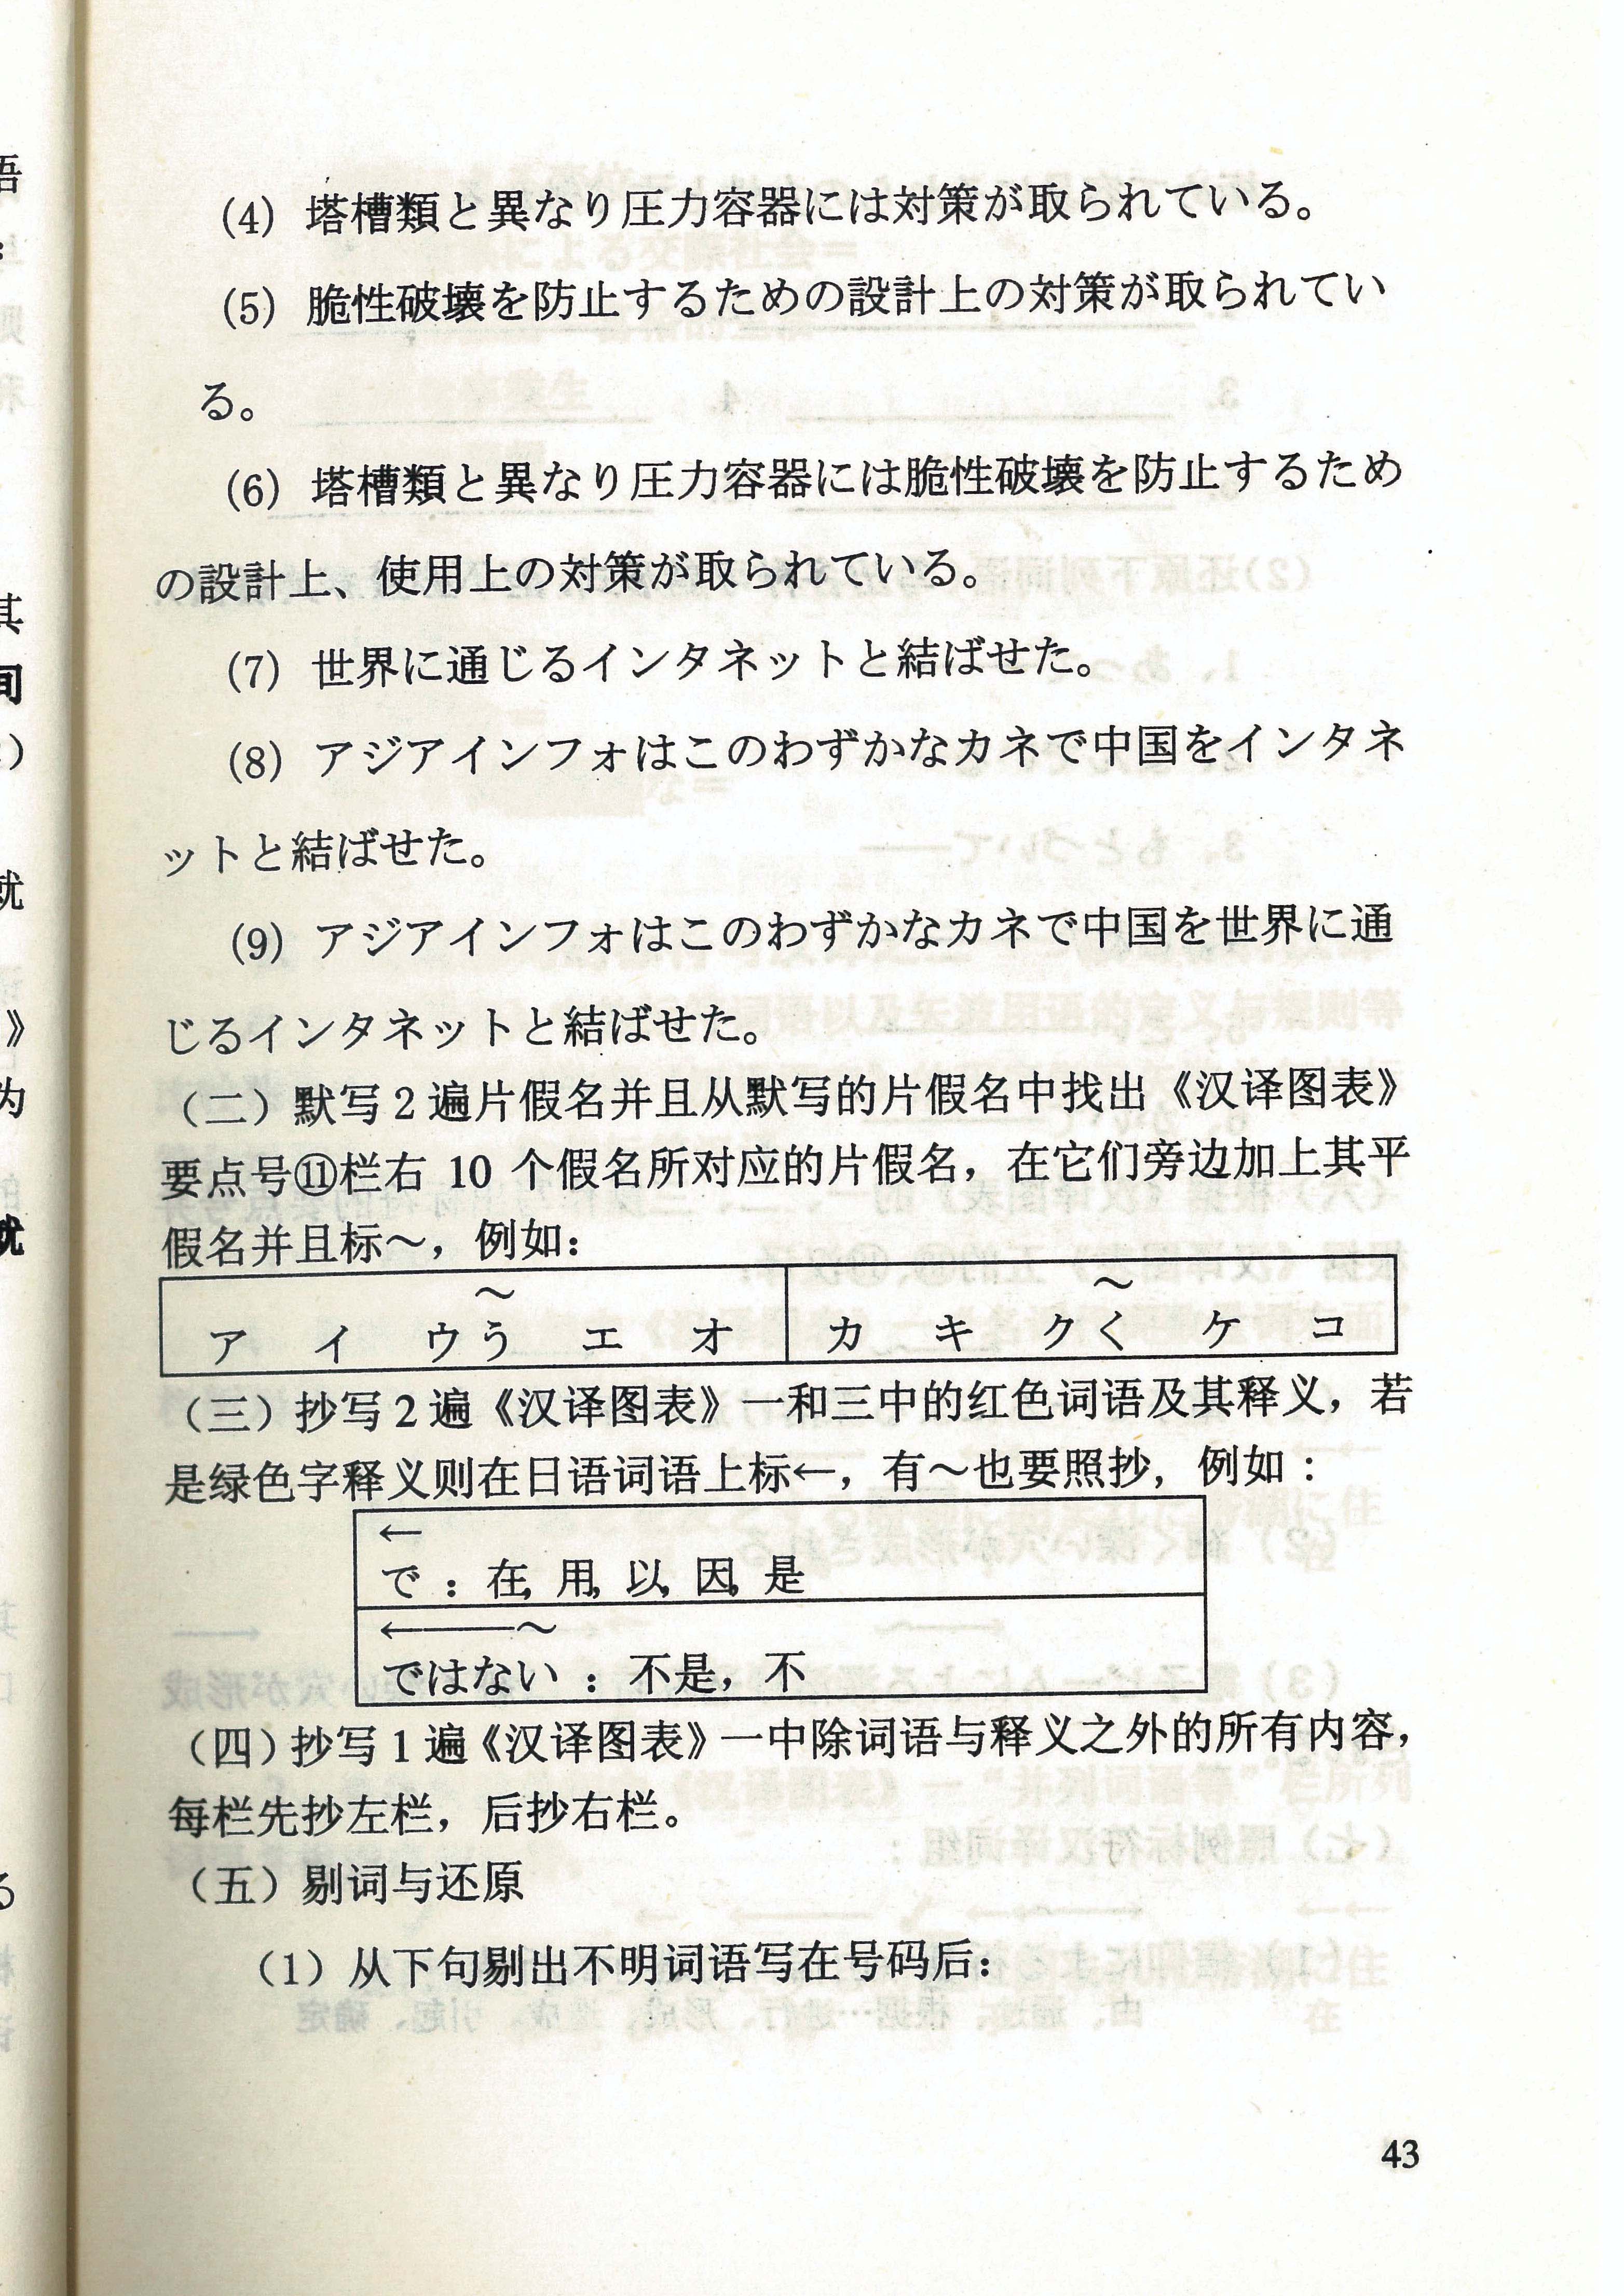 (4) 塔槽類と異なり圧力容器には対策が取られている。
(5) 脆性破壊を防止するための設計上の対策が取られてい
る。
(6) 塔槽類と異なり圧力容器には脆性破壊を防止するため
の設計上、使用上の対策が取られている。
(7) 世界に通じるインタネットと結ばせた。
(8) アジアインフォはこのわずかなカネで中国をインタネ
ットと結ばせた。
(9) アジアインフォはこのわずかなカネで中国を世界に通
じるインタネットと結ばせた。
（二）默写 2 遍片假名并且从默写的片假名中找出《汉译图表》
要点号⑪栏右 10 个假名所对应的片假名，在它们旁边加上其平
假名并且标～，例如：
～ ～
ア イ ウう エ オ カ キ クく ケ コ
（三）抄写 2 遍《汉译图表》一和三中的红色词语及其释义，若
是绿色字释义则在日语词语上标←，有～也要照抄，例如：
←
で：在,用,以,因,是
←——～
ではない：不是，不
（四）抄写 1 遍《汉译图表》一中除词语与释义之外的所有内容，
每栏先抄左栏，后抄右栏。
（五）剔词与还原
（1）从下句剔出不明词语写在号码后：
43